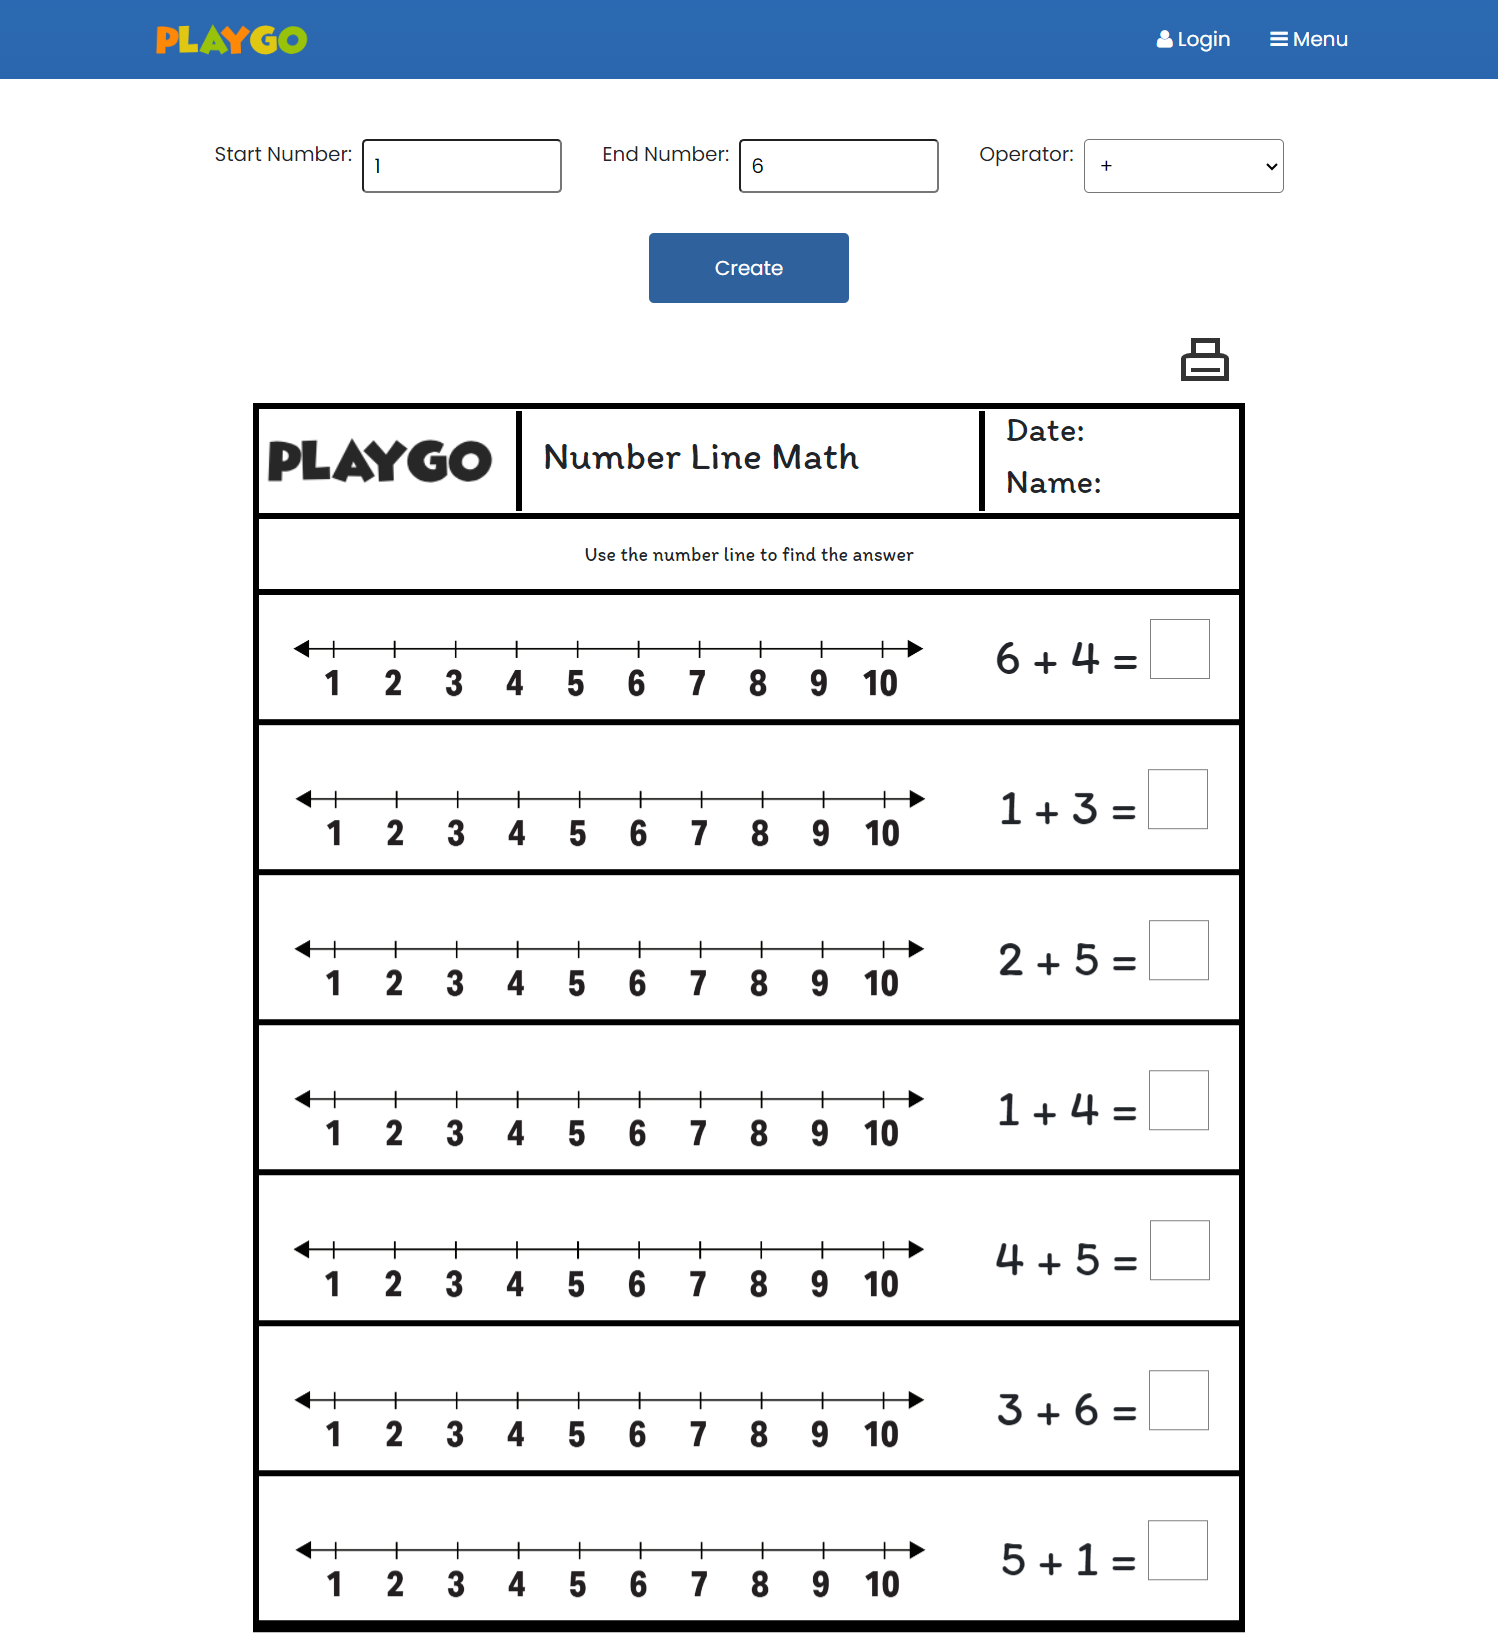 PLAYGO
Login
Menu
Start Number: 1
End Number: 6
Operator: +
Create
PLAYGO
Number Line Math
Date:
Name:
Use the number line to find the answer
1 2 3 4 5 6 7 8 9 10
6 + 4 =
1 2 3 4 5 6 7 8 9 10
1 + 3 =
1 2 3 4 5 6 7 8 9 10
2 + 5 =
1 2 3 4 5 6 7 8 9 10
1 + 4 =
1 2 3 4 5 6 7 8 9 10
4 + 5 =
1 2 3 4 5 6 7 8 9 10
3 + 6 =
1 2 3 4 5 6 7 8 9 10
5 + 1 =